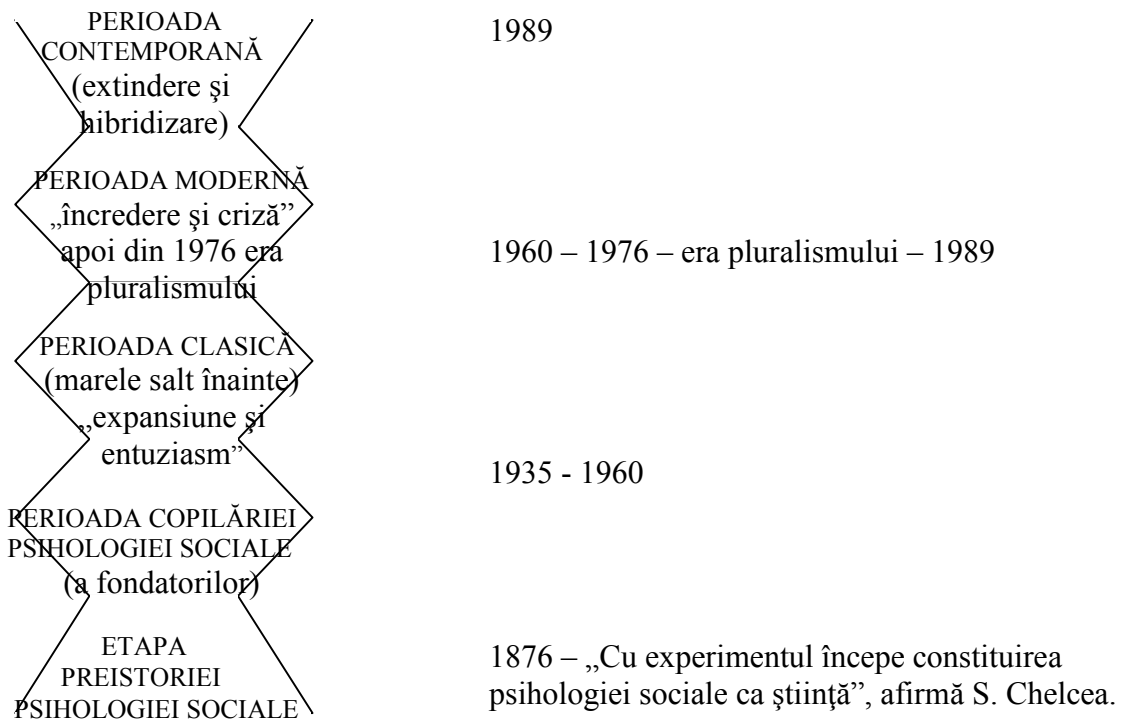 PERIOADA
CONTEMPORANĂ
(extindere şi
hibridizare)
1989
PERIOADA MODERNĂ
„încredere şi criză”
apoi din 1976 era
pluralismului
1960 – 1976 – era pluralismului – 1989
PERIOADA CLASICĂ
(marele salt înainte)
„expansiune şi
entuziasm”
1935 - 1960
PERIOADA COPILĂRIEI
PSIHOLOGIEI SOCIALE
(a fondatorilor)
ETAPA
PREISTORIEI
PSIHOLOGIEI SOCIALE
1876 – „Cu experimentul începe constituirea
psihologiei sociale ca ştiinţă”, afirmă S. Chelcea.